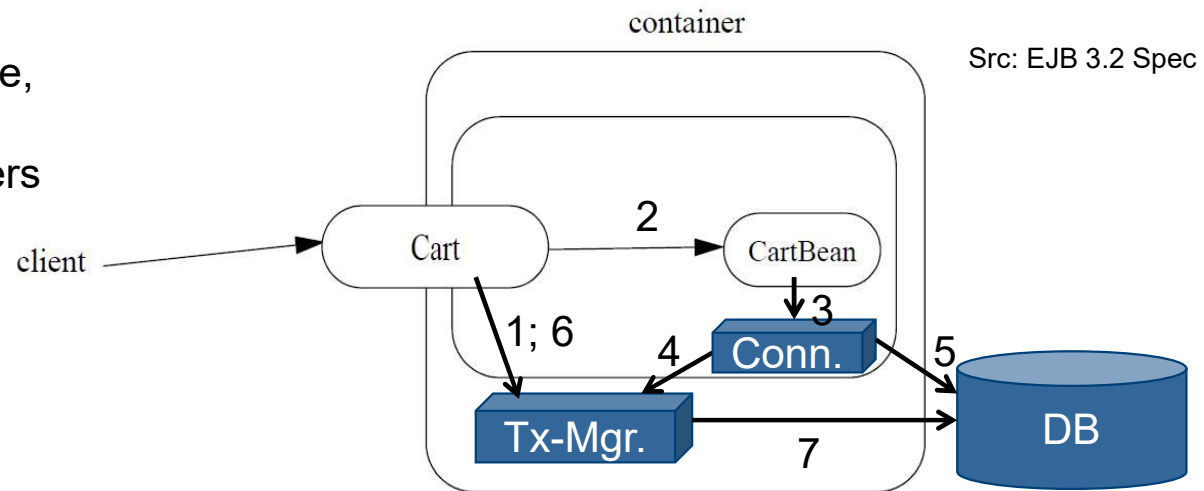 container
Src: EJB 3.2 Spec
e,
ers
client
Cart
2
CartBean
3
1; 6
4
Conn.
5
Tx-Mgr.
7
DB